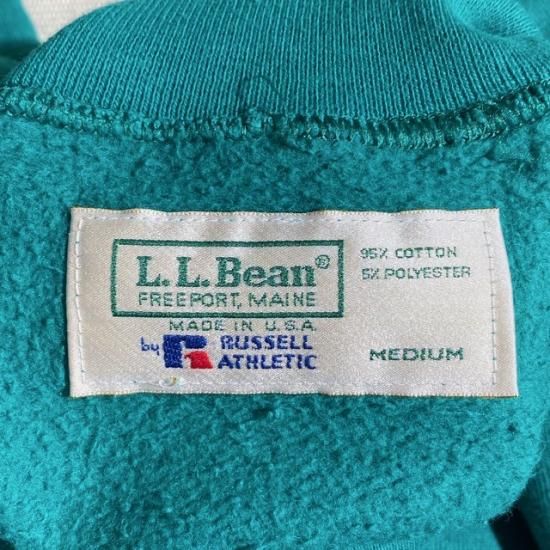 L.L.Bean®
FREEPORT, MAINE
MADE IN U.S.A.
by RUSSELL
ATHLETIC
95% COTTON
5% POLYESTER
MEDIUM